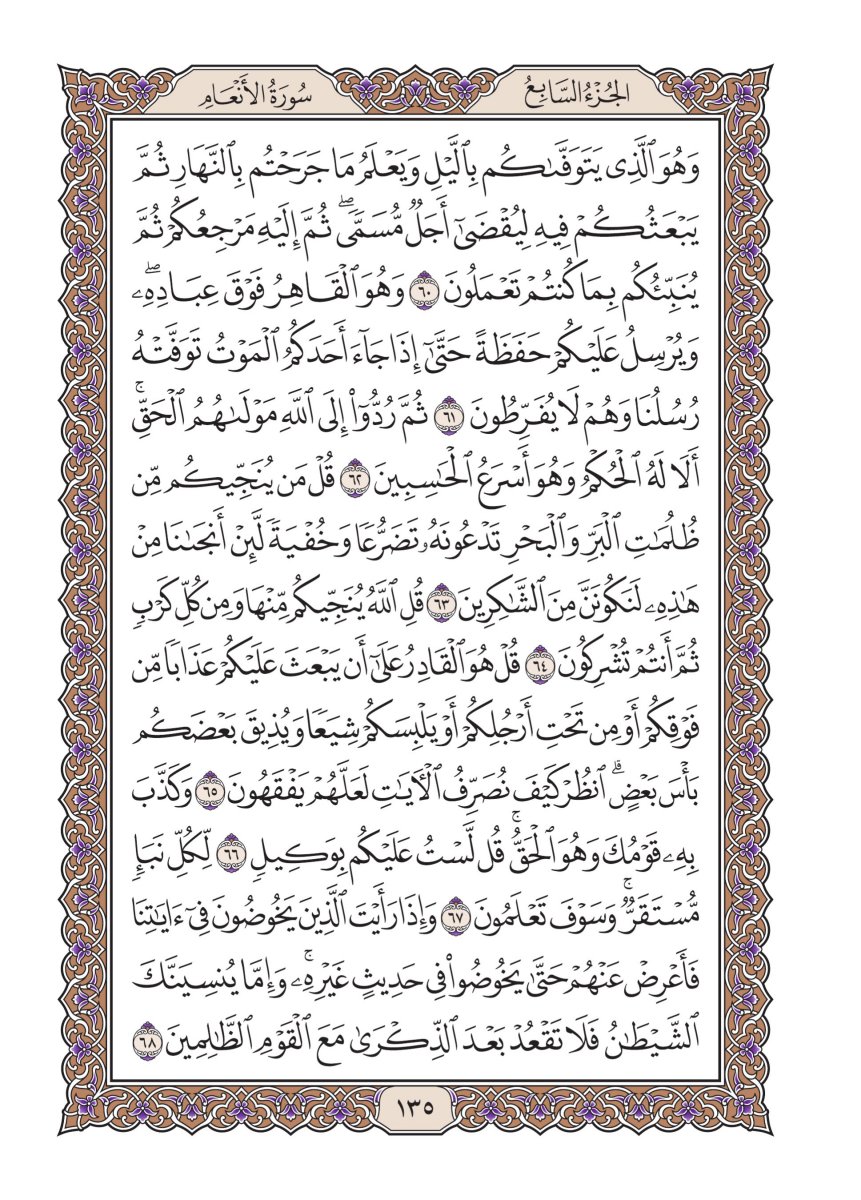 الجُزْءُ السَّابِعُ
سُورَةُ الأَنْعَامِ
وَهُوَ ٱلَّذِى يَتَوَفَّىٰكُم بِٱلَّيْلِ وَيَعْلَمُ مَا جَرَحْتُم بِٱلنَّهَارِ ثُمَّ
يَبْعَثُكُمْ فِيهِ لِيُقْضَىٰٓ أَجَلٌ مُّسَمًّى ۖ ثُمَّ إِلَيْهِ مَرْجِعُكُمْ ثُمَّ
يُنَبِّئُكُم بِمَا كُنتُمْ تَعْمَلُونَ ٦٠ وَهُوَ ٱلْقَاهِرُ فَوْقَ عِبَادِهِۦ ۖ
وَيُرْسِلُ عَلَيْكُمْ حَفَظَةً حَتَّىٰٓ إِذَا جَآءَ أَحَدَكُمُ ٱلْمَوْتُ تَوَفَّتْهُ
رُسُلُنَا وَهُمْ لَا يُفَرِّطُونَ ٦١ ثُمَّ رُدُّوٓا۟ إِلَى ٱللَّهِ مَوْلَىٰهُمُ ٱلْحَقِّ ۚ
أَلَا لَهُ ٱلْحُكْمُ وَهُوَ أَسْرَعُ ٱلْحَـٰسِبِينَ ٦٢ قُلْ مَن يُنَجِّيكُم مِّن
ظُلُمَـٰتِ ٱلْبَرِّ وَٱلْبَحْرِ تَدْعُونَهُۥ تَضَرُّعًا وَخُفْيَةً لَّئِنْ أَنجَىٰنَا مِنْ
هَـٰذِهِۦ لَنَكُونَنَّ مِنَ ٱلشَّـٰكِرِينَ ٦٣ قُلِ ٱللَّهُ يُنَجِّيكُم مِّنْهَا وَمِن كُلِّ كَرْبٍ
ثُمَّ أَنتُمْ تُشْرِكُونَ ٦٤ قُلْ هُوَ ٱلْقَادِرُ عَلَىٰٓ أَن يَبْعَثَ عَلَيْكُمْ عَذَابًا مِّن
فَوْقِكُمْ أَوْ مِن تَحْتِ أَرْجُلِكُمْ أَوْ يَلْبِسَكُمْ شِيَعًا وَيُذِيقَ بَعْضَكُم
بَأْسَ بَعْضٍ ۗ ٱنظُرْ كَيْفَ نُصَرِّفُ ٱلْـَٔايَـٰتِ لَعَلَّهُمْ يَفْقَهُونَ ٦٥ وَكَذَّبَ
بِهِۦ قَوْمُكَ وَهُوَ ٱلْحَقُّ ۚ قُل لَّسْتُ عَلَيْكُم بِوَكِيلٍ ٦٦ لِّكُلِّ نَبَإٍ
مُّسْتَقَرٌّ ۚ وَسَوْفَ تَعْلَمُونَ ٦٧ وَإِذَا رَأَيْتَ ٱلَّذِينَ يَخُوضُونَ فِىٓ ءَايَـٰتِنَا
فَأَعْرِضْ عَنْهُمْ حَتَّىٰ يَخُوضُوا۟ فِى حَدِيثٍ غَيْرِهِۦ ۚ وَإِمَّا يُنسِيَنَّكَ
ٱلشَّيْطَـٰنُ فَلَا تَقْعُدْ بَعْدَ ٱلذِّكْرَىٰ مَعَ ٱلْقَوْمِ ٱلظَّـٰلِمِينَ ٦٨
١٣٥